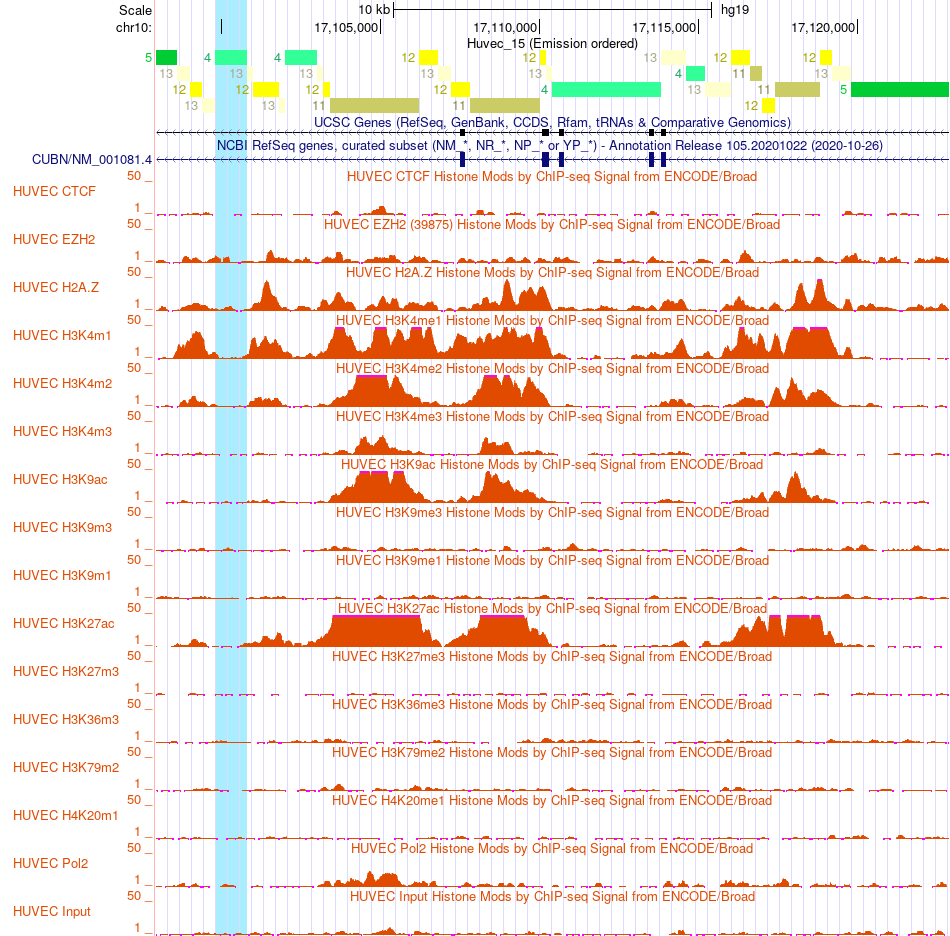 Scale 10 kb hg19
chr10: 17,105,000 17,110,000 17,115,000 17,120,000
Huvec_15 (Emission ordered)
5 4 4 12 12 13 12 12
13 13 13 13 13 4 11 13
12 12 12 12 4 13 11 5
13 13 11 11 12
UCSC Genes (RefSeq, GenBank, CCDS, Rfam, tRNAs & Comparative Genomics)
NCBI RefSeq genes, curated subset (NM_*, NR_*, NP_* or YP_*) - Annotation Release 105.20201022 (2020-10-26)
CUBN/NM_001081.4
HUVEC CTCF Histone Mods by ChIP-seq Signal from ENCODE/Broad
50 _
HUVEC CTCF
1 _
HUVEC EZH2 (39875) Histone Mods by ChIP-seq Signal from ENCODE/Broad
50 _
HUVEC EZH2
1 _
HUVEC H2A.Z Histone Mods by ChIP-seq Signal from ENCODE/Broad
50 _
HUVEC H2A.Z
1 _
HUVEC H3K4me1 Histone Mods by ChIP-seq Signal from ENCODE/Broad
50 _
HUVEC H3K4m1
1 _
HUVEC H3K4me2 Histone Mods by ChIP-seq Signal from ENCODE/Broad
50 _
HUVEC H3K4m2
1 _
HUVEC H3K4me3 Histone Mods by ChIP-seq Signal from ENCODE/Broad
50 _
HUVEC H3K4m3
1 _
HUVEC H3K9ac Histone Mods by ChIP-seq Signal from ENCODE/Broad
50 _
HUVEC H3K9ac
1 _
HUVEC H3K9me3 Histone Mods by ChIP-seq Signal from ENCODE/Broad
50 _
HUVEC H3K9m3
1 _
HUVEC H3K9me1 Histone Mods by ChIP-seq Signal from ENCODE/Broad
50 _
HUVEC H3K9m1
1 _
HUVEC H3K27ac Histone Mods by ChIP-seq Signal from ENCODE/Broad
50 _
HUVEC H3K27ac
1 _
HUVEC H3K27me3 Histone Mods by ChIP-seq Signal from ENCODE/Broad
50 _
HUVEC H3K27m3
1 _
HUVEC H3K36me3 Histone Mods by ChIP-seq Signal from ENCODE/Broad
50 _
HUVEC H3K36m3
1 _
HUVEC H3K79me2 Histone Mods by ChIP-seq Signal from ENCODE/Broad
50 _
HUVEC H3K79m2
1 _
HUVEC H4K20me1 Histone Mods by ChIP-seq Signal from ENCODE/Broad
50 _
HUVEC H4K20m1
1 _
HUVEC Pol2 Histone Mods by ChIP-seq Signal from ENCODE/Broad
50 _
HUVEC Pol2
1 _
HUVEC Input Histone Mods by ChIP-seq Signal from ENCODE/Broad
50 _
HUVEC Input
1 _